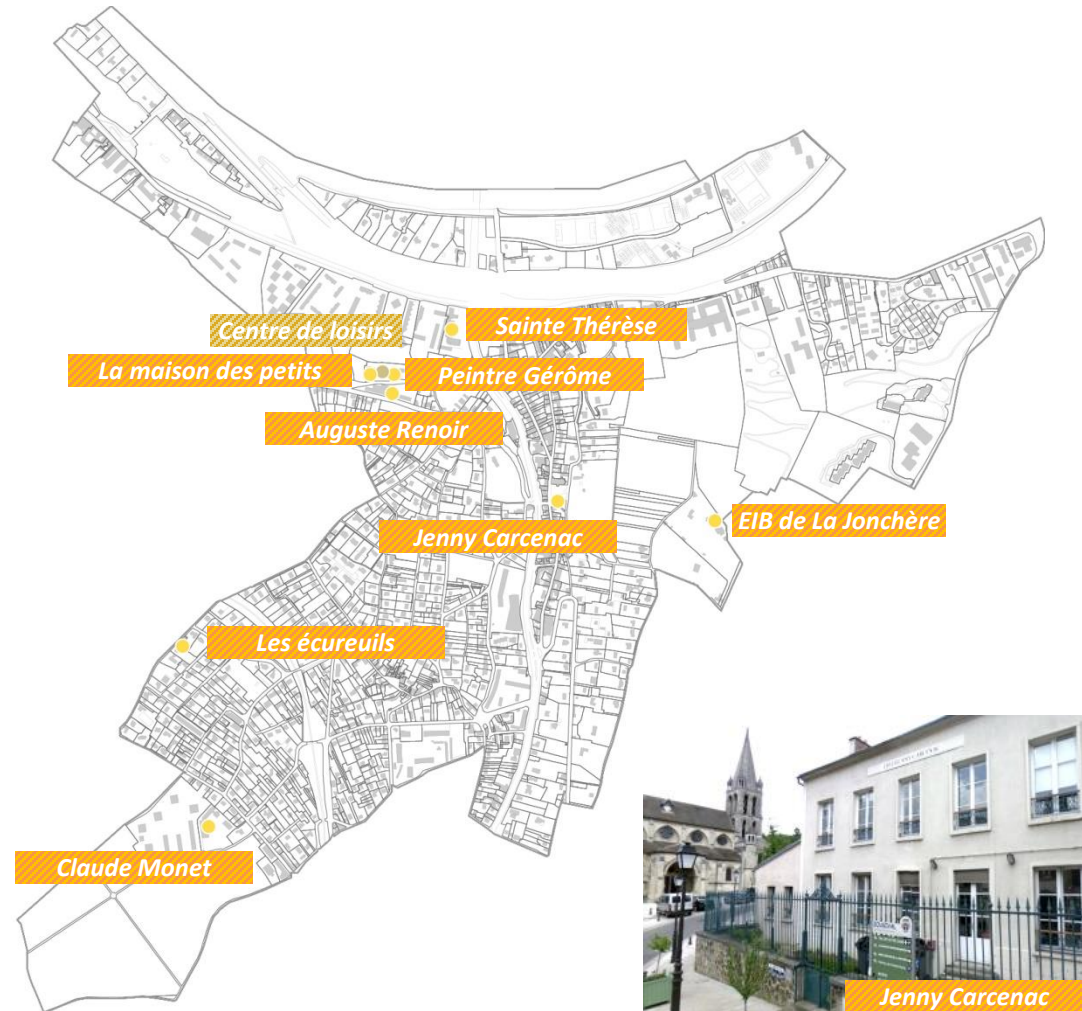 Centre de loisirs
Sainte Thérèse
La maison des petits
Peintre Gérôme
Auguste Renoir
Jenny Carcenac
EIB de La Jonchère
Les écureuils
Claude Monet
Jenny Carcenac